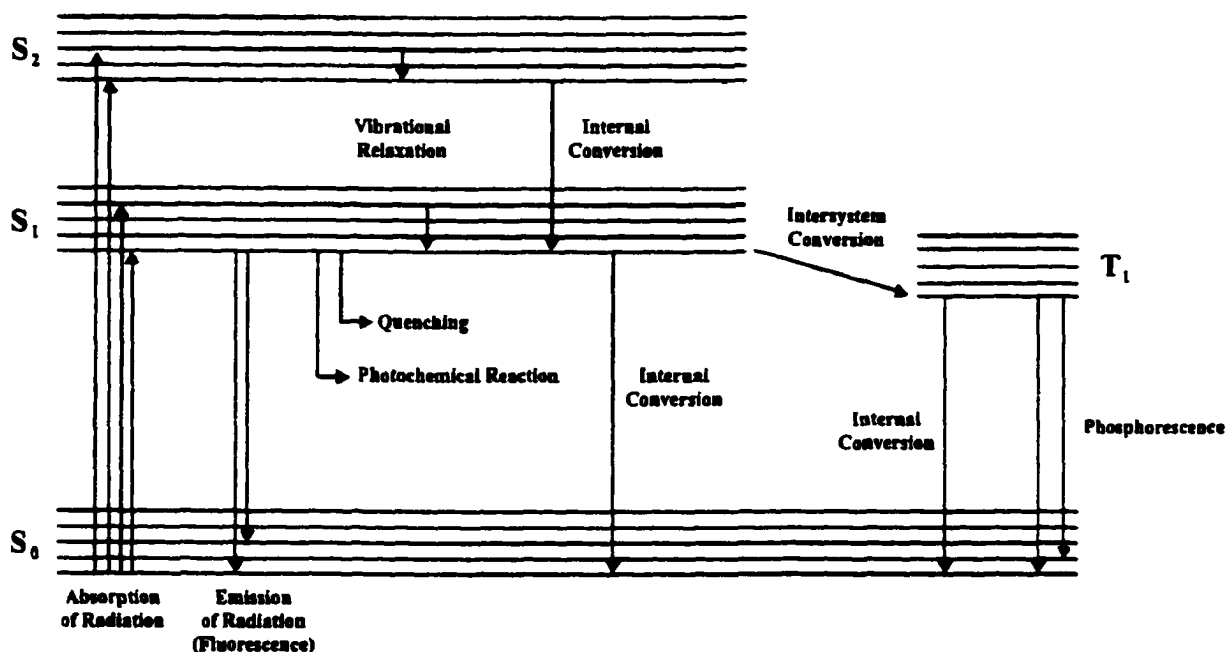 S2
Vibrational
Relaxation
Internal
Conversion
S1
Intersystem
Conversion
T1
Quenching
Photochemical Reaction
Internal
Conversion
Internal
Conversion
Phosphorescence
S0
Absorption
of Radiation
Emission
of Radiation
(Fluorescence)